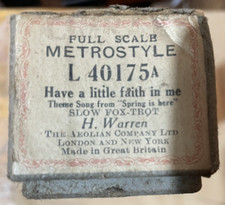 FULL SCALE
METROSTYLE
L 40175A
Have a little faith in me
Theme Song from "Spring is here"
SLOW FOX-TROT
H. Warren
THE AEOLIAN COMPANY LTD
LONDON AND NEW YORK
Made in Great Britain